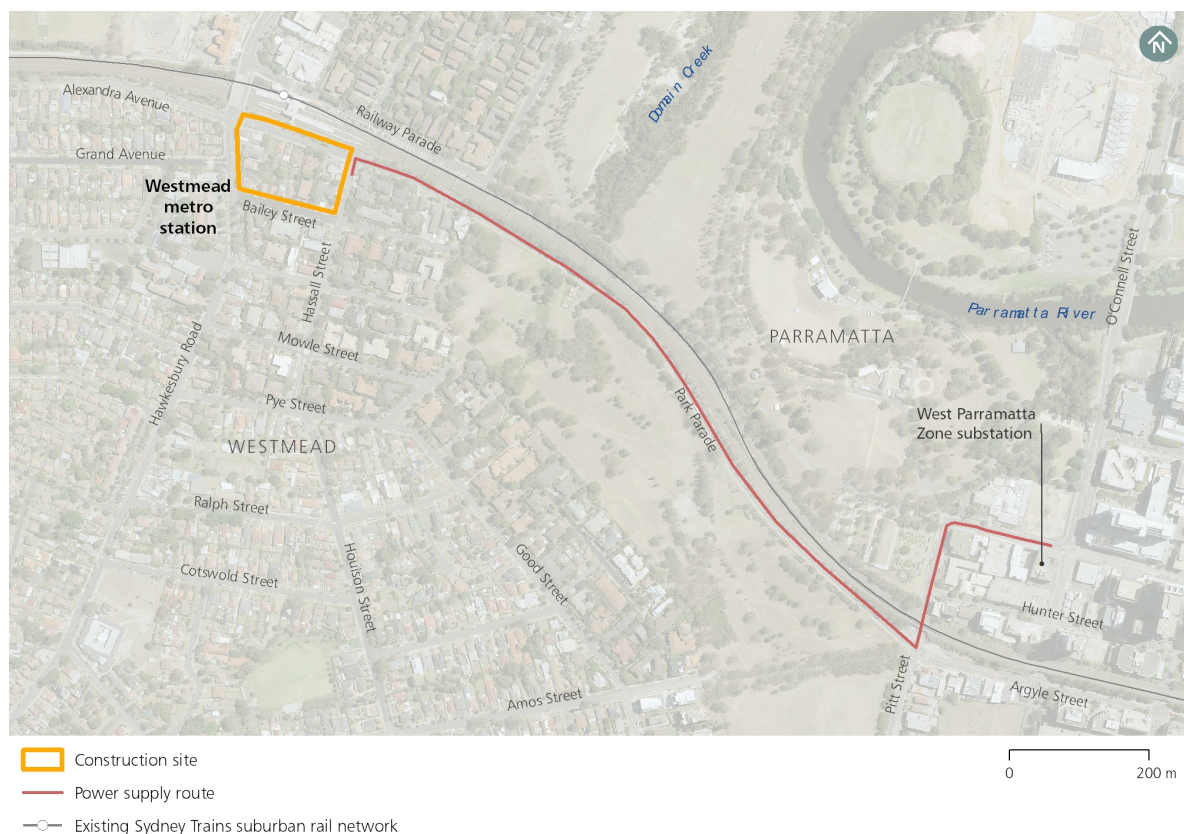 N
Domain Creek
Alexandra Avenue
Railway Parade
Grand Avenue
Westmead
metro
station
Bailey Street
Hassall Street
O'Connell Street
Parramatta River
PARRAMATTA
Hawkesbury Road
Mowle Street
Park Parade
Pye Street
West Parramatta
Zone substation
WESTMEAD
Ralph Street
Houison Street
Good Street
Cotswold Street
Hunter Street
Pitt Street
Argyle Street
Amos Street
Construction site
0 200 m
Power supply route
Existing Sydney Trains suburban rail network